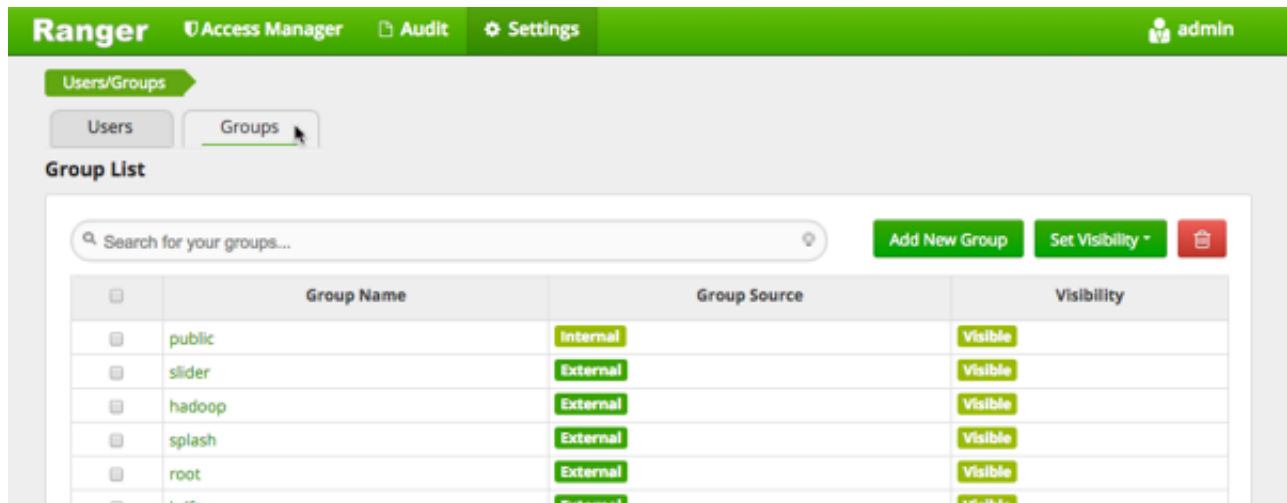 Ranger Access Manager Audit Settings admin
Users/Groups
Users Groups
Group List
Search for your groups... Add New Group Set Visibility
Group Name Group Source Visibility
public Internal Visible
slider External Visible
hadoop External Visible
splash External Visible
root External Visible
External Visible